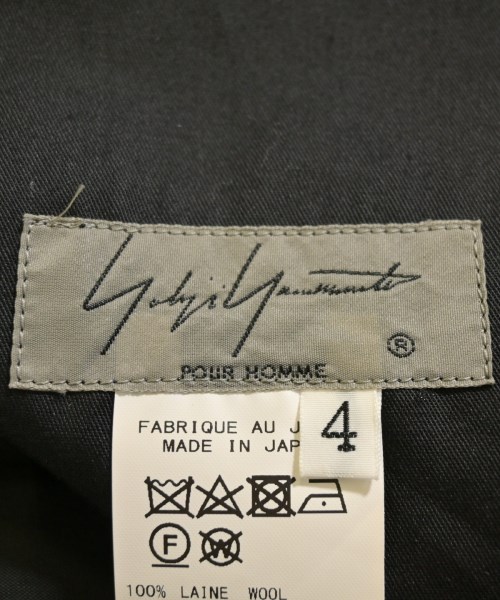 Yohji Yamamoto
®
POUR HOMME
FABRIQUE AU J
MADE IN JAP
4
F
W
100% LAINE WOOL